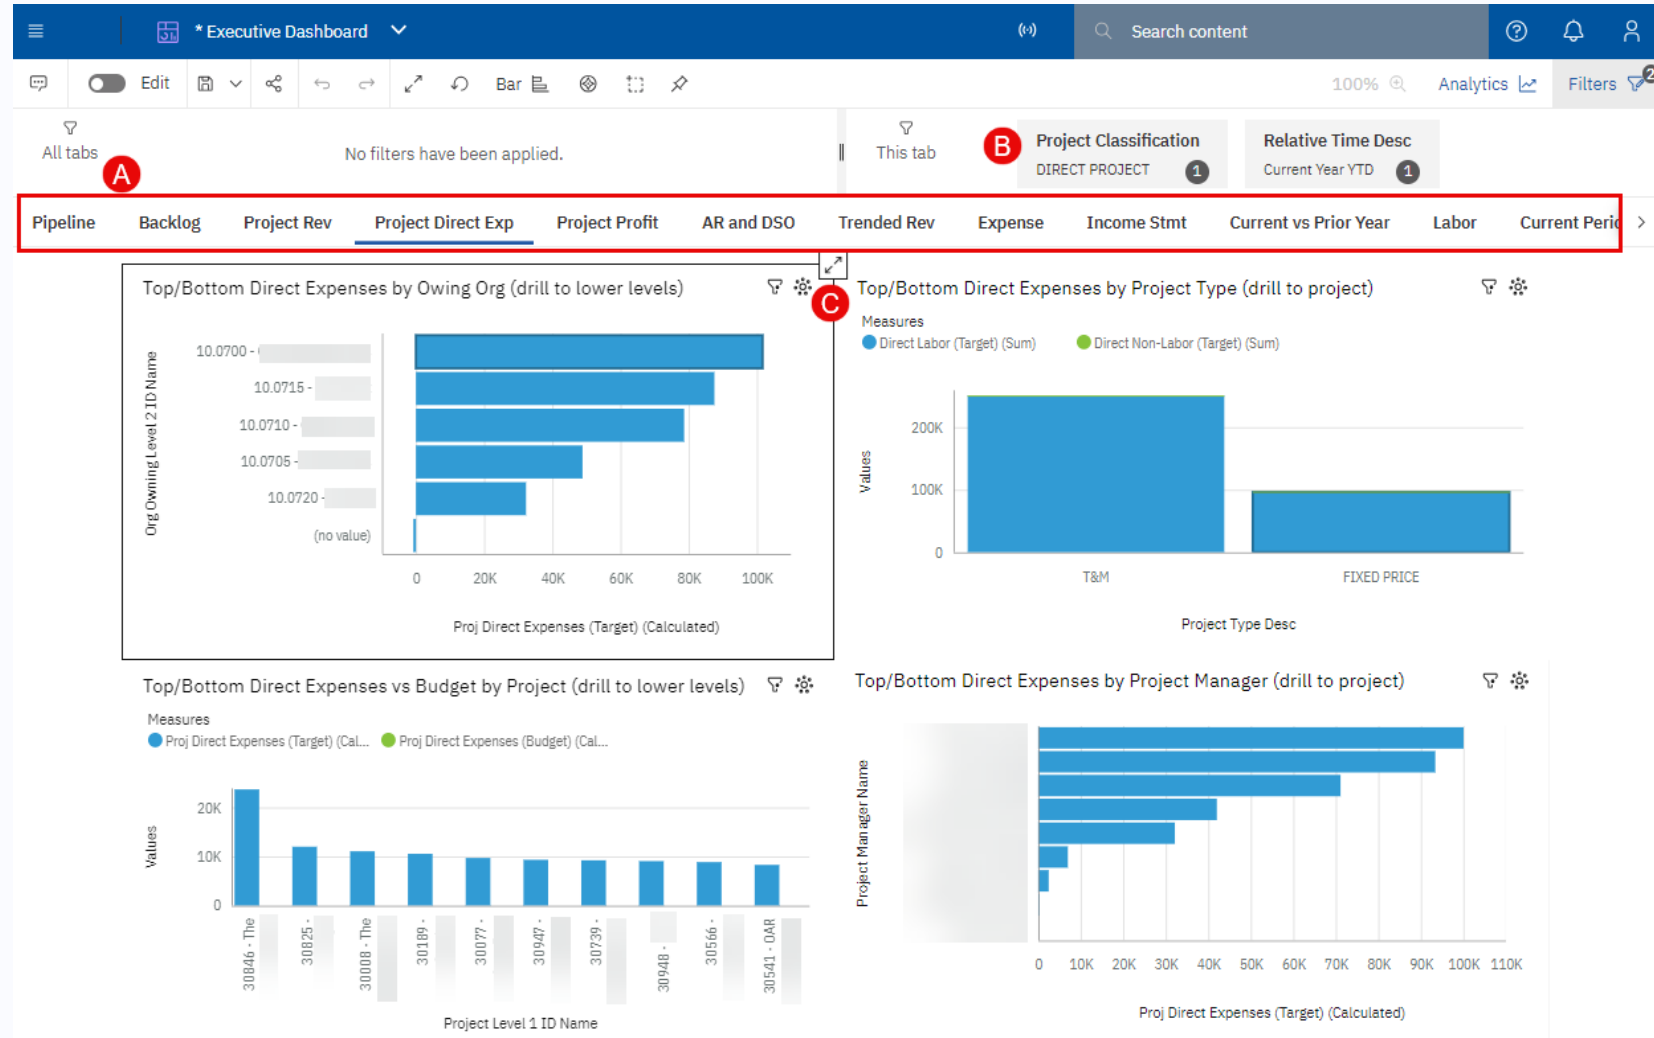 * Executive Dashboard
Search content
Edit
Bar
100%
Analytics
Filters
2
All tabs
No filters have been applied.
This tab
B
Project Classification
DIRECT PROJECT 1
Relative Time Desc
Current Year YTD 1
A
Pipeline Backlog Project Rev Project Direct Exp Project Profit AR and DSO Trended Rev Expense Income Stmt Current vs Prior Year Labor Current Peric
Top/Bottom Direct Expenses by Owing Org (drill to lower levels)
C
Org Owning Level 2 ID Name
10.0700 -
10.0715 -
10.0710 -
10.0705 -
10.0720 -
(no value)
0 20K 40K 60K 80K 100K
Proj Direct Expenses (Target) (Calculated)
Top/Bottom Direct Expenses by Project Type (drill to project)
Measures
Direct Labor (Target) (Sum) Direct Non-Labor (Target) (Sum)
Values
200K
100K
0
T&M FIXED PRICE
Project Type Desc
Top/Bottom Direct Expenses vs Budget by Project (drill to lower levels)
Measures
Proj Direct Expenses (Target) (Cal... Proj Direct Expenses (Budget) (Cal...
Values
20K
10K
0
30846 - The
30825 -
30008 - The
30189 -
30077 -
30947 -
30739 -
30948 -
30566 -
30541 - OAR
Project Level 1 ID Name
Top/Bottom Direct Expenses by Project Manager (drill to project)
Project Manager Name
0 10K 20K 30K 40K 50K 60K 70K 80K 90K 100K 110K
Proj Direct Expenses (Target) (Calculated)